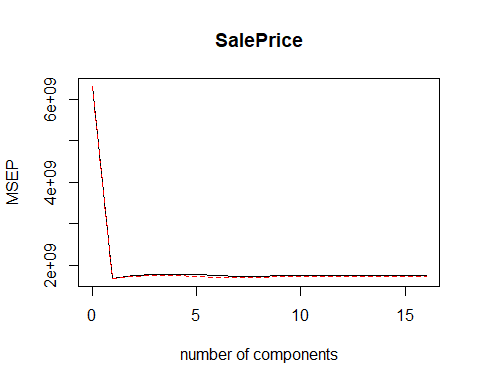 SalePrice
MSEP
6e+09
4e+09
2e+09
0 5 10 15
number of components